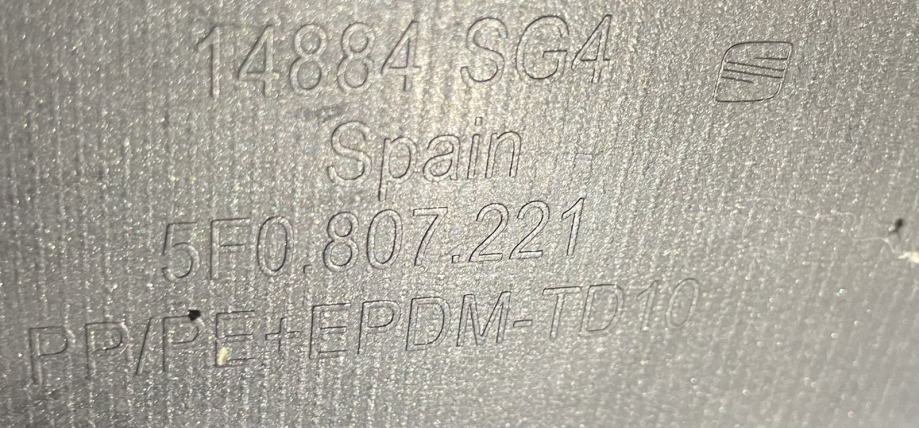 14884 SG4
Spain
5F0.807.221
PP/PE+EPDM-TD10